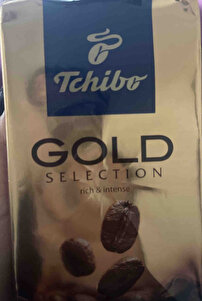 Tchibo
GOLD
SELECTION
rich & intense